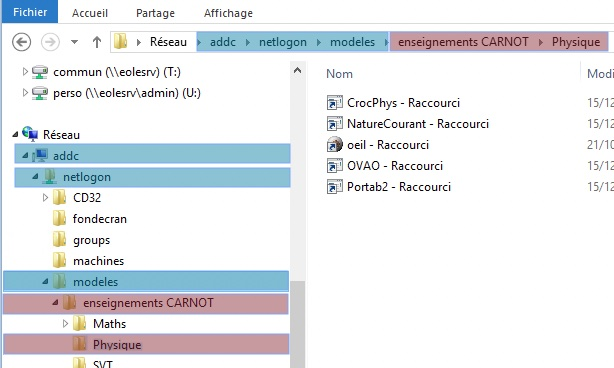 Fichier Accueil Partage Affichage
Réseau addc netlogon modeles enseignements CARNOT Physique
commun (\\eolesrv) (T:)
perso (\\eolesrv\admin) (U:)
Réseau
addc
netlogon
CD32
fondecran
groups
machines
modeles
enseignements CARNOT
Maths
Physique
SVT
Nom Modi
CrocPhys - Raccourci 15/12
NatureCourant - Raccourci 15/12
oeil - Raccourci 21/10
OVAO - Raccourci 15/12
Portab2 - Raccourci 15/12